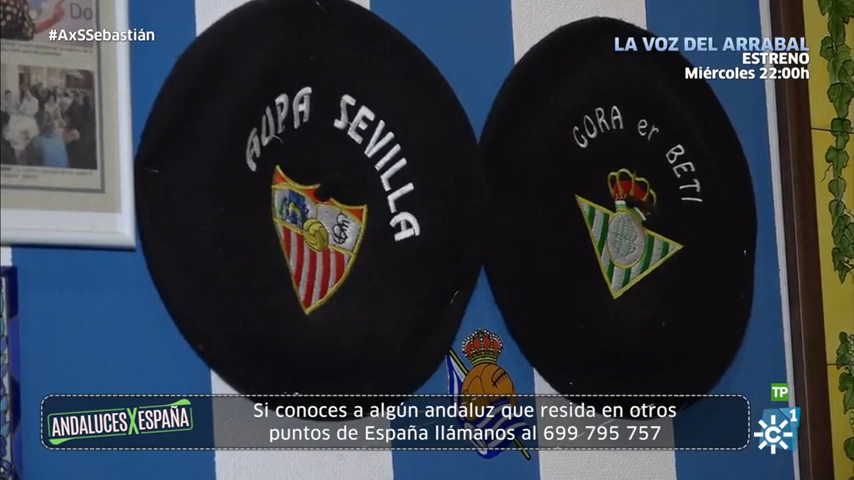 #AxSSebastián
LA VOZ DEL ARRABAL
ESTRENO
Miércoles 22:00h
AUPA SEVILLA
GORA er BETI
ANDALUCES X ESPAÑA
Si conoces a algún andaluz que resida en otros
puntos de España llámanos al 699 795 757
TP
1